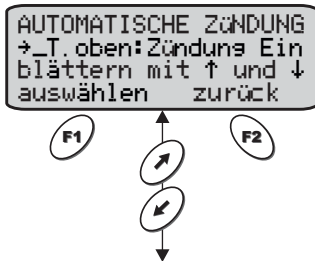 AUTOMATISCHE ZüNDUNG
→_T.oben:Zündung Ein
blättern mit ↑ und ↓
auswählen zurück
F1 F2